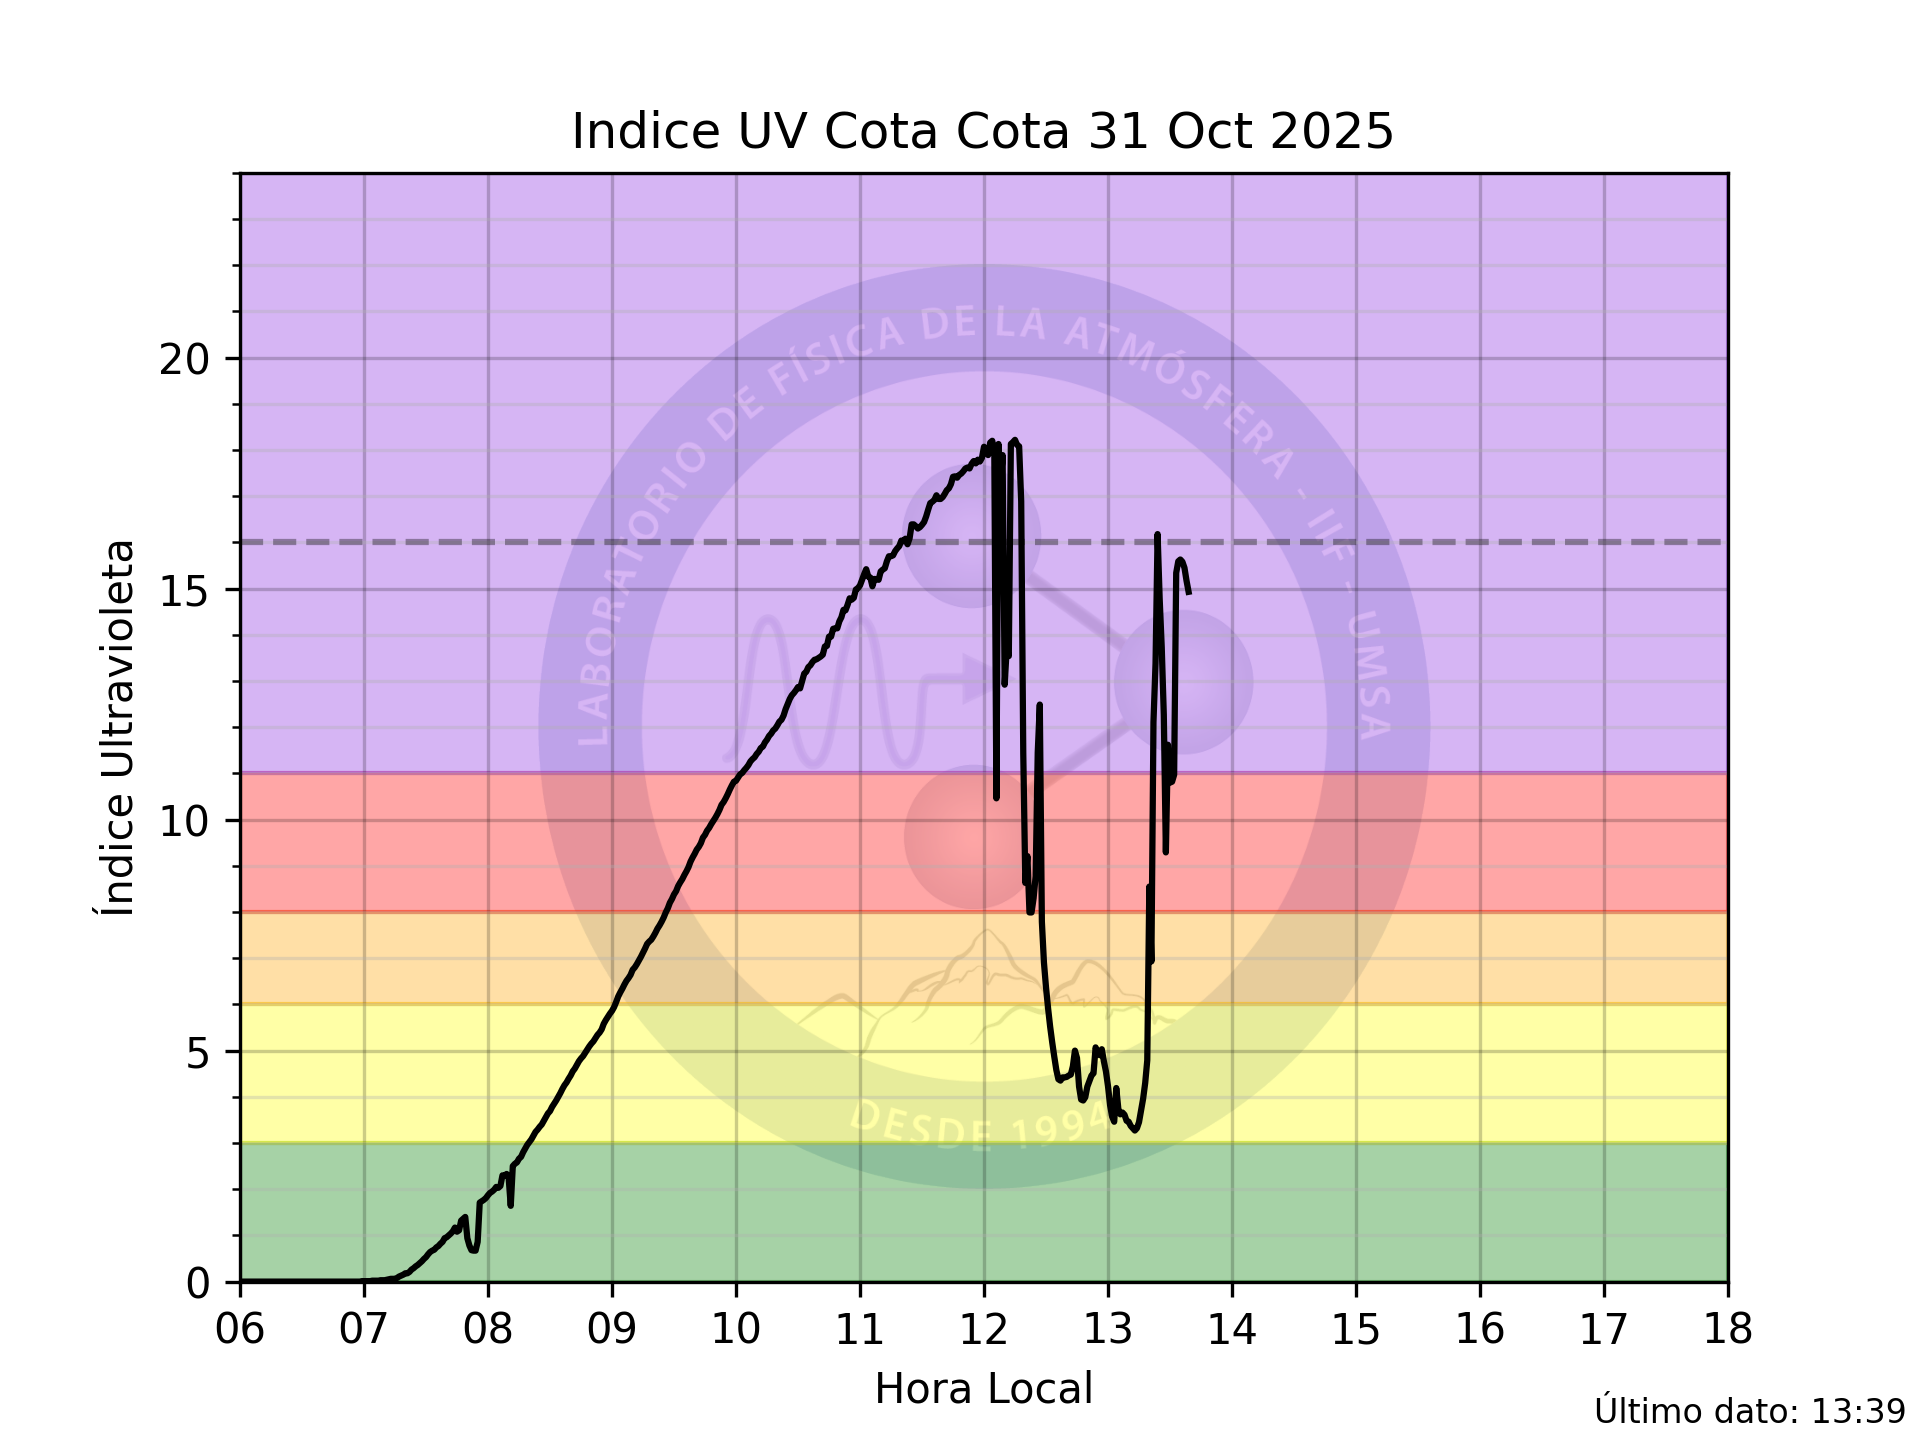 Indice UV Cota Cota 31 Oct 2025
LABORATORIO DE FÍSICA DE LA ATMÓSFERA - IIF - UMSA
DESDE 1994
Índice Ultravioleta
20
15
10
5
0
06 07 08 09 10 11 12 13 14 15 16 17 18
Hora Local
Último dato: 13:39